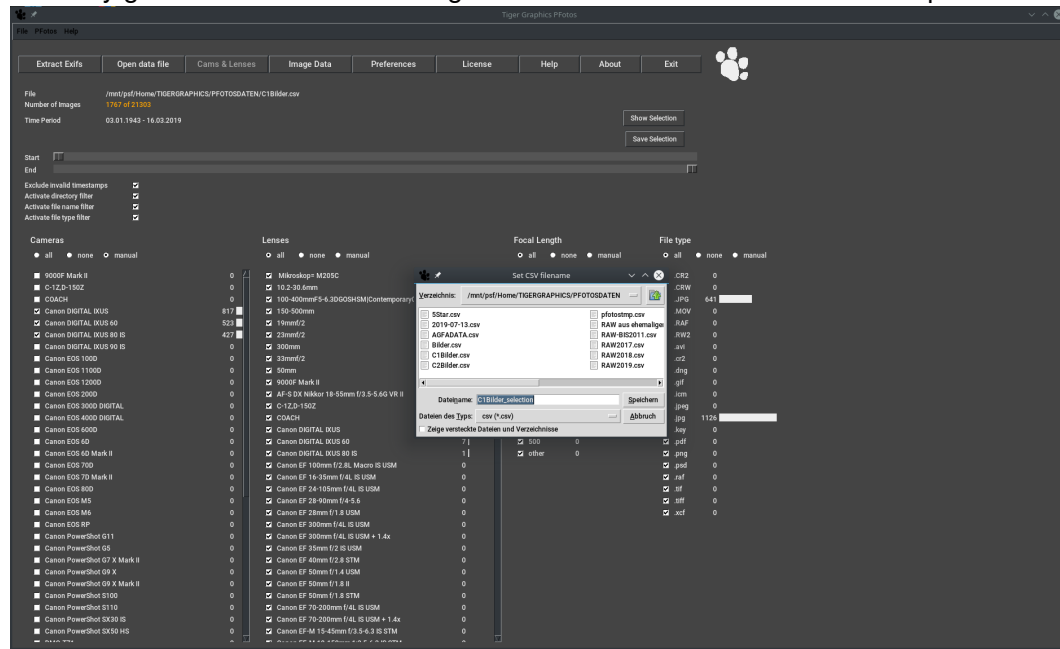 Tiger Graphics PFotos
File PFotos Help
Extract Exifs Open data file Cams & Lenses Image Data Preferences License Help About Exit
File /mnt/psf/Home/TIGERGRAPHICS/PFOTOSDATEN/C1Bilder.csv
Number of Images 1767 of 21303
Time Period 03.01.1943 - 16.03.2019
Show Selection
Save Selection
Start
End
Exclude invalid timestamps
Activate directory filter
Activate file name filter
Activate file type filter
Cameras
all none manual
9000F Mark II 0
C-1Z,D-150Z 0
COACH 0
Canon DIGITAL IXUS 817
Canon DIGITAL IXUS 60 523
Canon DIGITAL IXUS 80 IS 427
Canon DIGITAL IXUS 90 IS 0
Canon EOS 100D 0
Canon EOS 1100D 0
Canon EOS 1200D 0
Canon EOS 200D 0
Canon EOS 300D DIGITAL 0
Canon EOS 400D DIGITAL 0
Canon EOS 600D 0
Canon EOS 6D 0
Canon EOS 6D Mark II 0
Canon EOS 70D 0
Canon EOS 7D Mark II 0
Canon EOS 80D 0
Canon EOS M5 0
Canon EOS M6 0
Canon EOS RP 0
Canon PowerShot G11 0
Canon PowerShot G5 0
Canon PowerShot G7 X Mark II 0
Canon PowerShot G9 X 0
Canon PowerShot G9 X Mark II 0
Canon PowerShot S100 0
Canon PowerShot S110 0
Canon PowerShot SX30 IS 0
Canon PowerShot SX50 HS 0
Lenses
all none manual
Mikroskop= M205C
10.2-30.6mm
100-400mmF5-6.3DGOSHSM|Contemporary
150-500mm
19mmf/2
23mmf/2
300mm
33mmf/2
50mm
9000F Mark II
AF-S DX Nikkor 18-55mm f/3.5-5.6G VR II
C-1Z,D-150Z
COACH
Canon DIGITAL IXUS
Canon DIGITAL IXUS 60 7
Canon DIGITAL IXUS 80 IS 1
Canon EF 100mm f/2.8L Macro IS USM 0
Canon EF 16-35mm f/4L IS USM 0
Canon EF 24-105mm f/4L IS USM 0
Canon EF 28-90mm f/4-5.6 0
Canon EF 28mm f/1.8 USM 0
Canon EF 300mm f/4L IS USM 0
Canon EF 300mm f/4L IS USM + 1.4x 0
Canon EF 35mm f/2 IS USM 0
Canon EF 40mm f/2.8 STM 0
Canon EF 50mm f/1.4 USM 0
Canon EF 50mm f/1.8 II 0
Canon EF 50mm f/1.8 STM 0
Canon EF 70-200mm f/4L IS USM 0
Canon EF 70-200mm f/4L IS USM + 1.4x 0
Canon EF-M 15-45mm f/3.5-6.3 IS STM 0
Focal Length
all none manual
500 0
other 0
File type
all none manual
.CR2 0
.CRW 0
.JPG 641
.MOV 0
.RAF 0
.RW2 0
.avi 0
.cr2 0
.dng 0
.gif 0
.icm 0
.jpeg 0
.jpg 1126
.key 0
.pdf 0
.png 0
.psd 0
.raf 0
.tif 0
.tiff 0
.xcf 0
Set CSV filename
Verzeichnis: /mnt/psf/Home/TIGERGRAPHICS/PFOTOSDATEN
5Star.csv
2019-07-13.csv
AGFADATA.csv
Bilder.csv
C1Bilder.csv
C2Bilder.csv
pfotostmp.csv
RAW aus ehemalige
RAW-BIS2011.csv
RAW2017.csv
RAW2018.csv
RAW2019.csv
Dateiname: C1Bilder_selection Speichern
Dateien des Typs: csv (*.csv) Abbruch
Zeige versteckte Dateien und Verzeichnisse